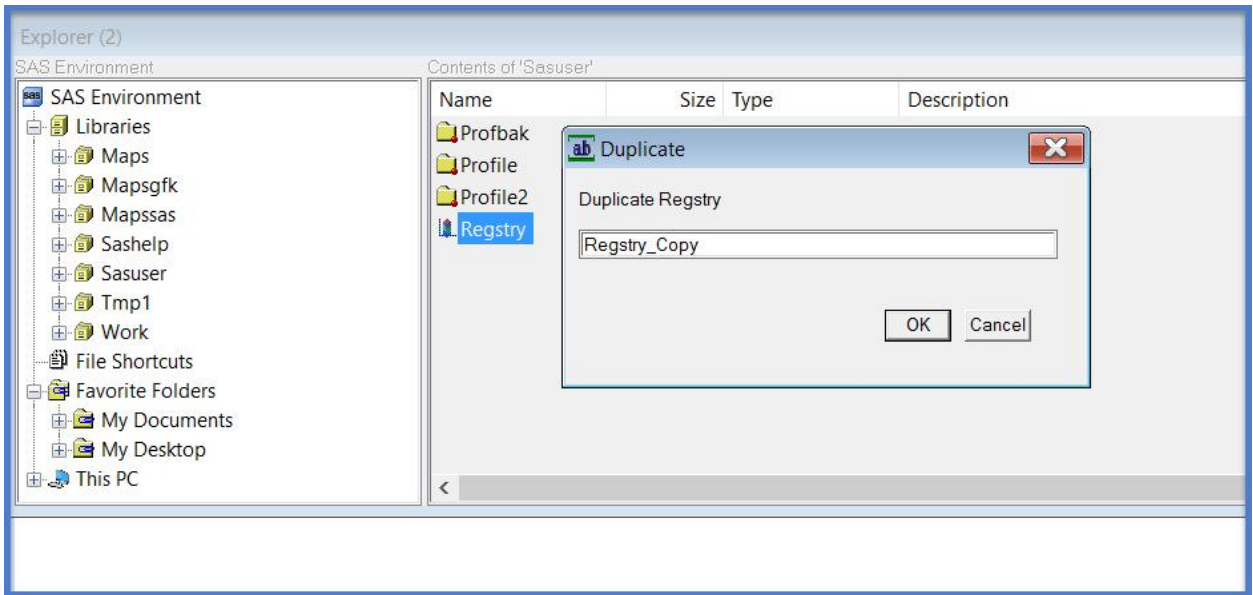 Explorer (2)
SAS Environment
Contents of 'Sasuser'
sas SAS Environment
Libraries
Maps
Mapsgfk
Mapssas
Sashelp
Sasuser
Tmp1
Work
File Shortcuts
Favorite Folders
My Documents
My Desktop
This PC
Name Size Type Description
Profbak
Profile
Profile2
Regstry
ab Duplicate
Duplicate Regstry
Regstry_Copy
OK Cancel